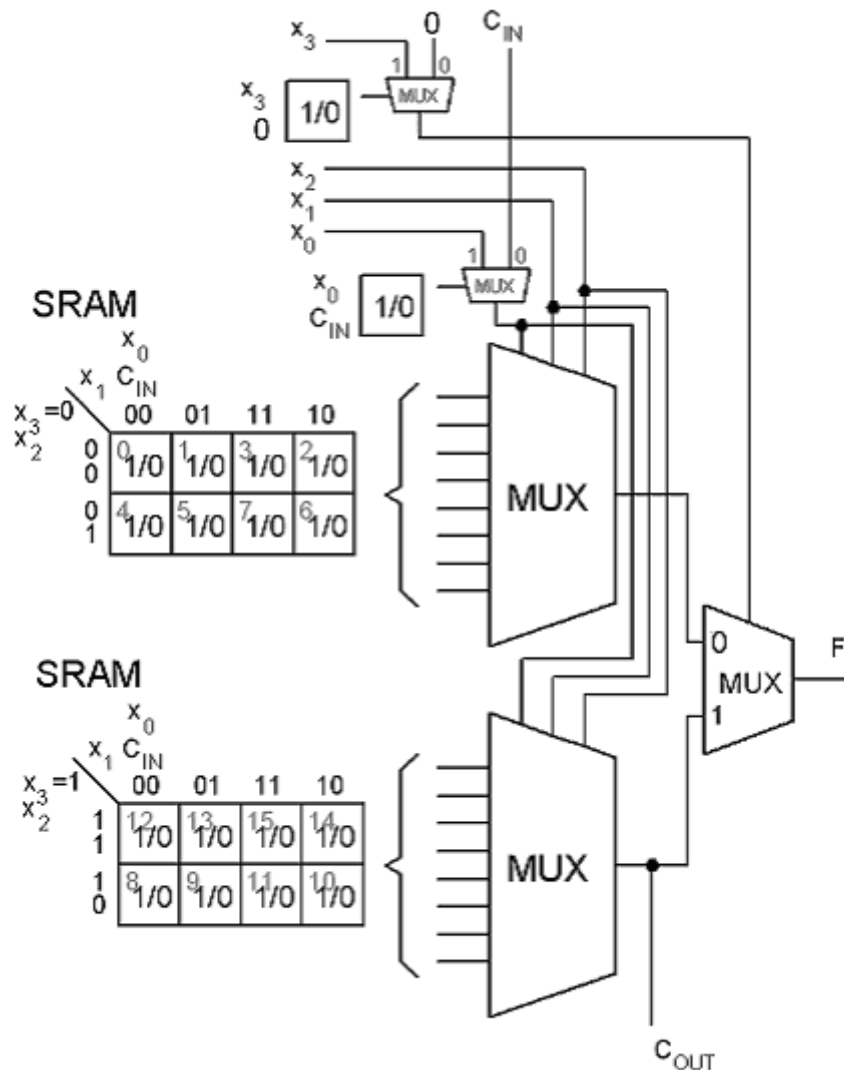 x3 0 CIN
1 0
MUX
x3
0
1/0
x2
x1
x0
1 0
MUX
x0
CIN
1/0
SRAM
x0
x1 CIN
x3=0
x2
00 01 11 10
0
0
0 1/0 1 1/0 3 1/0 2 1/0
0
1
4 1/0 5 1/0 7 1/0 6 1/0
MUX
0
MUX
1
F
SRAM
x0
x1 CIN
x3=1
x2
00 01 11 10
1
1
12 1/0 13 1/0 15 1/0 14 1/0
1
0
8 1/0 9 1/0 11 1/0 10 1/0
MUX
COUT